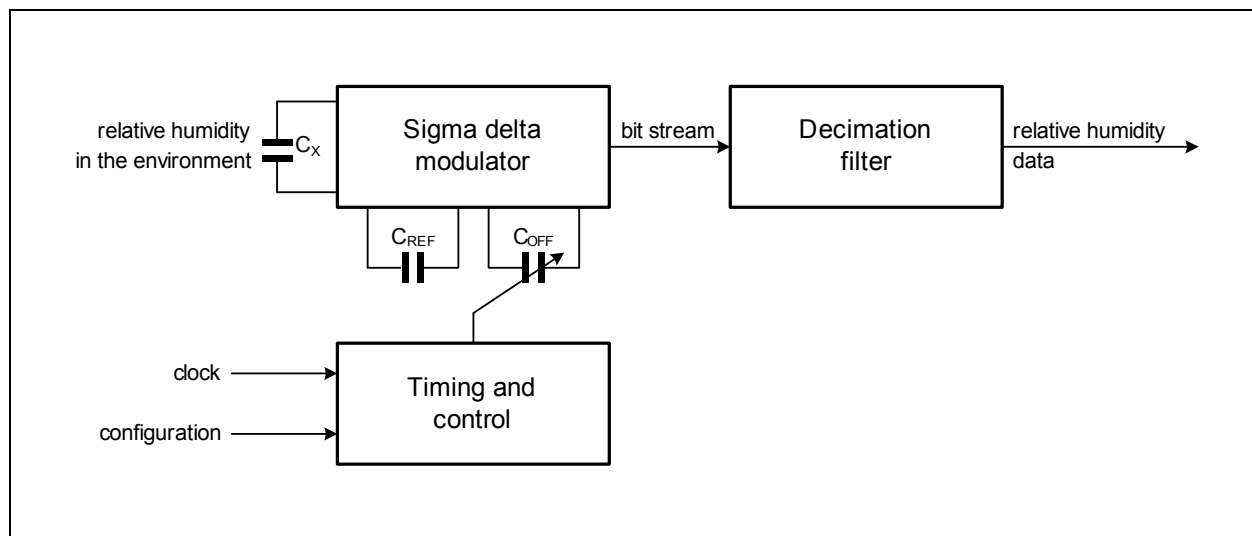 relative humidity
in the environment
CX
Sigma delta
modulator
bit stream
Decimation
filter
relative humidity
data
CREF
COFF
clock
configuration
Timing and
control